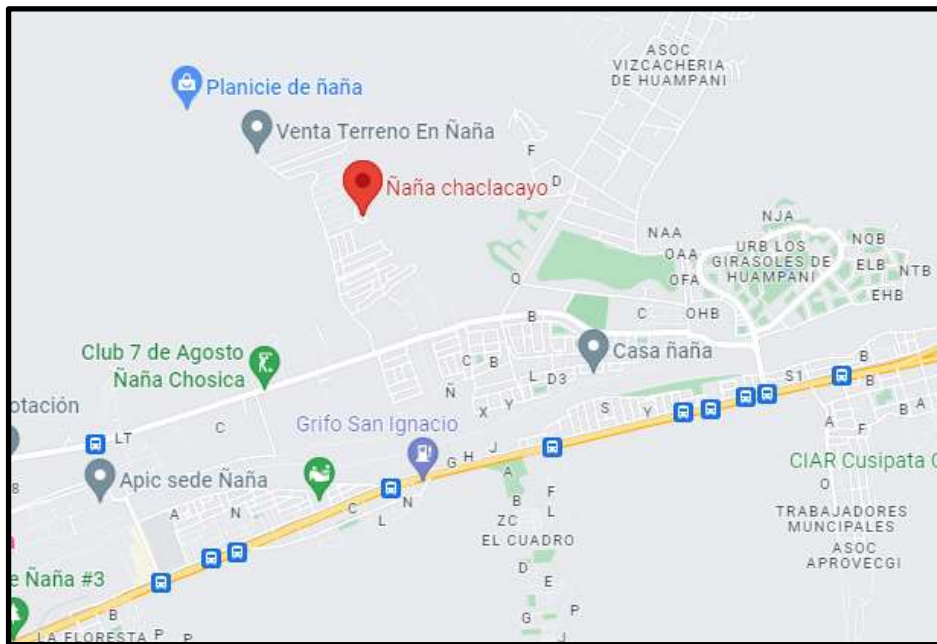 ASOC
VIZCACHERIA
DE HUAMPANI
Planicie de ñaña
Venta Terreno En Ñaña
F
D
Ñaña chaclacayo
NJA
NAA
OAA
URB LOS
GIRASOLES DE
HUAMPANI
NQB
ELB
NTB
OFA
Q
EHB
B
C
OHB
Club 7 de Agosto
Ñaña Chosica
Casa ñaña
C
B
L
D3
S1
B
B
Ñ
X
Y
S
Y
B
A
otación
LT
C
Grifo San Ignacio
A
F
G
H
J
CIAR Cusipata C
8
Apic sede Ñaña
A
O
A
N
C
L
N
B
F
L
ZC
EL CUADRO
TRABAJADORES
MUNCIPALES
ASOC
APROVECGI
a
e Ñaña #3
D
E
B
G
P
LA FLORESTA
P
P
J